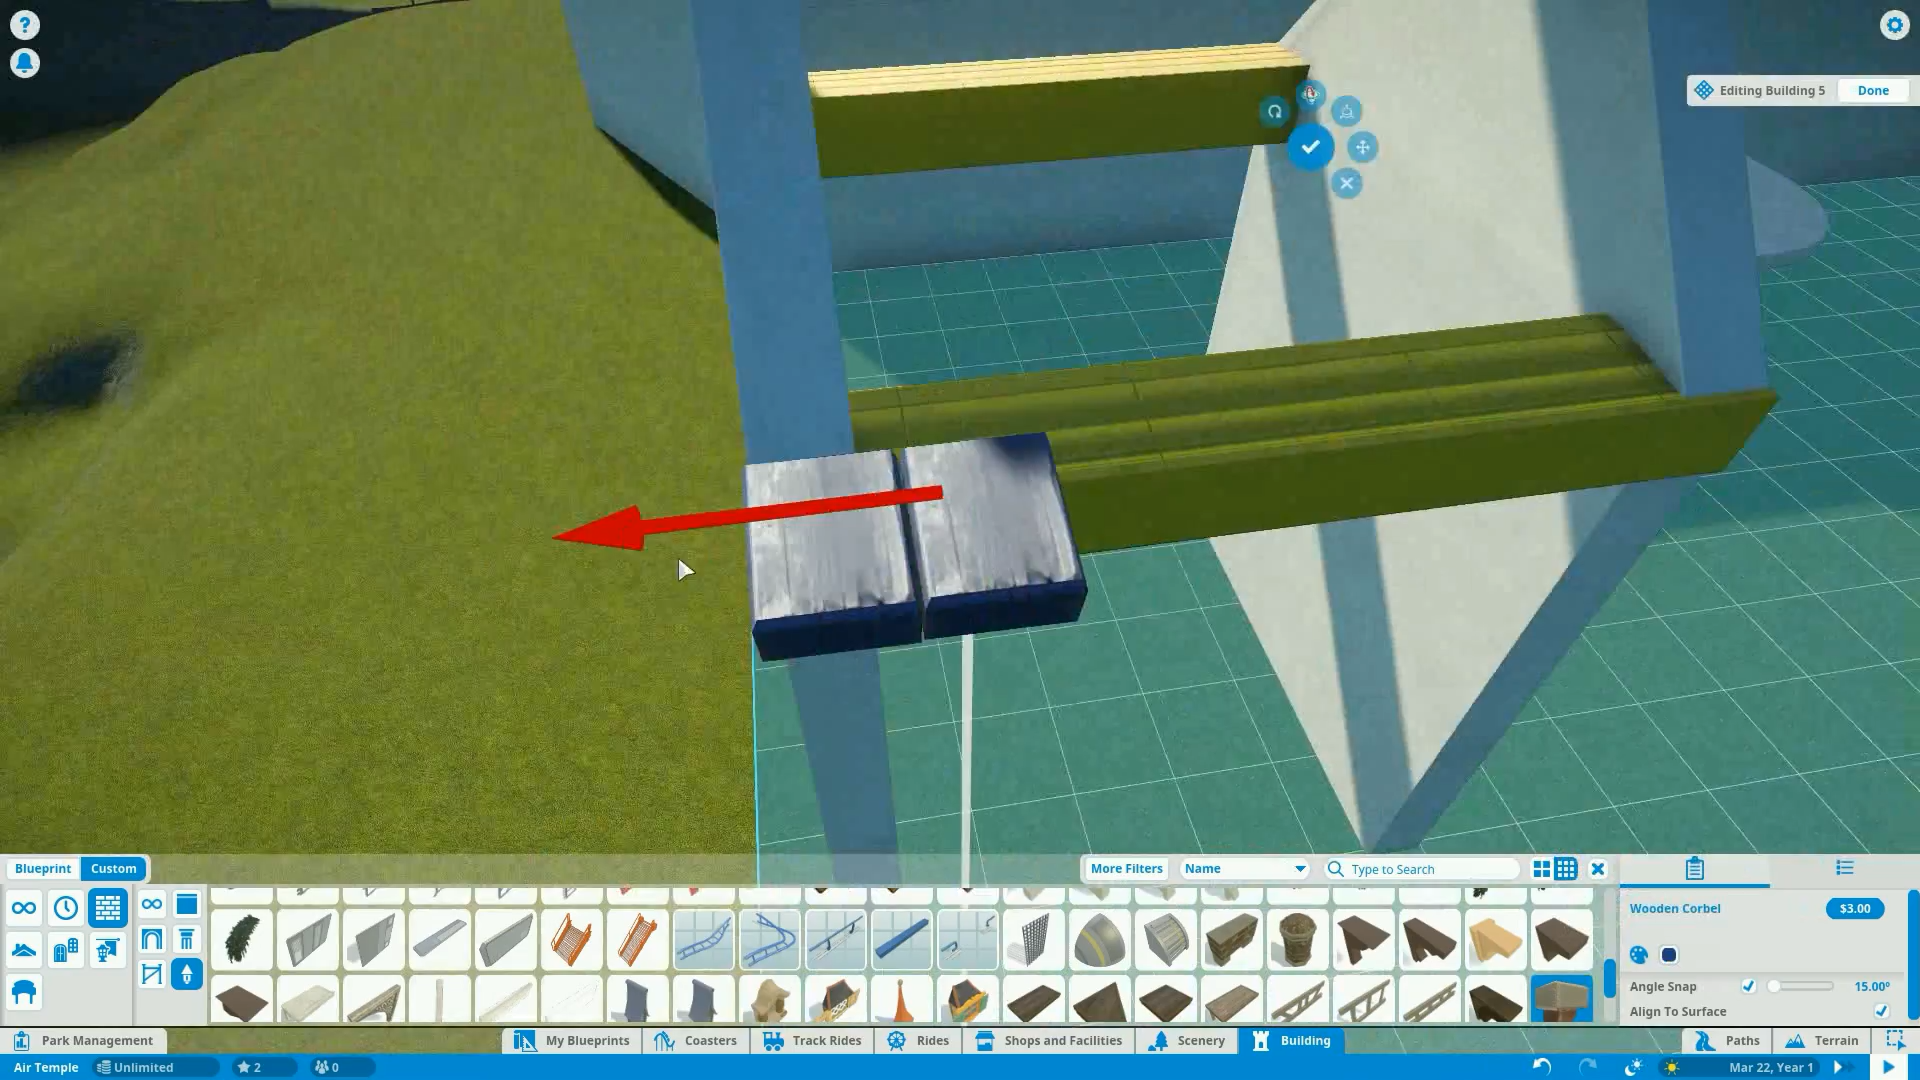 ?
Editing Building 5
Done
Blueprint
Custom
More Filters
Name
Type to Search
Wooden Corbel
$3.00
Angle Snap
15.00°
Align To Surface
Park Management
My Blueprints
Coasters
Track Rides
Rides
Shops and Facilities
Scenery
Building
Paths
Terrain
Air Temple
Unlimited
2
0
Mar 22, Year 1